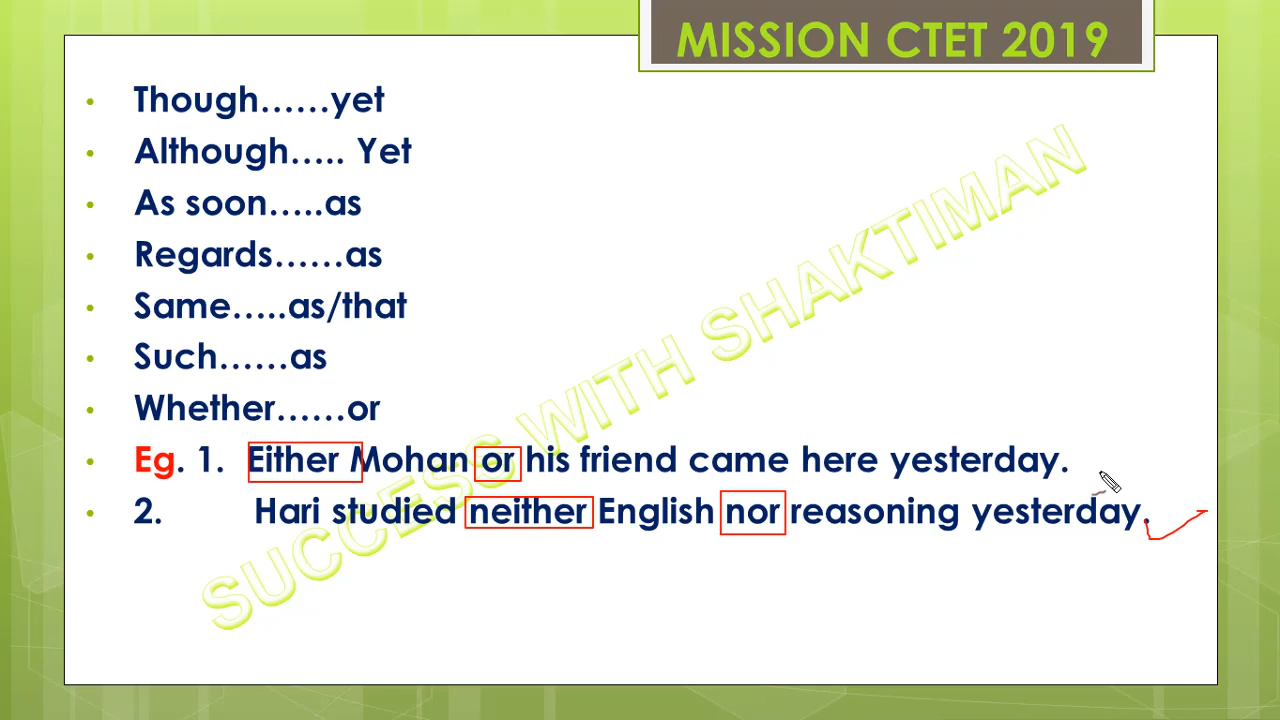 MISSION CTET 2019
• Though......yet
• Although..... Yet
• As soon.....as
• Regards......as
• Same.....as/that
• Such......as
• Whether......or
• Eg. 1. Either Mohan or his friend came here yesterday.
• 2. Hari studied neither English nor reasoning yesterday.
SUCCESS WITH SHAKTIMAN